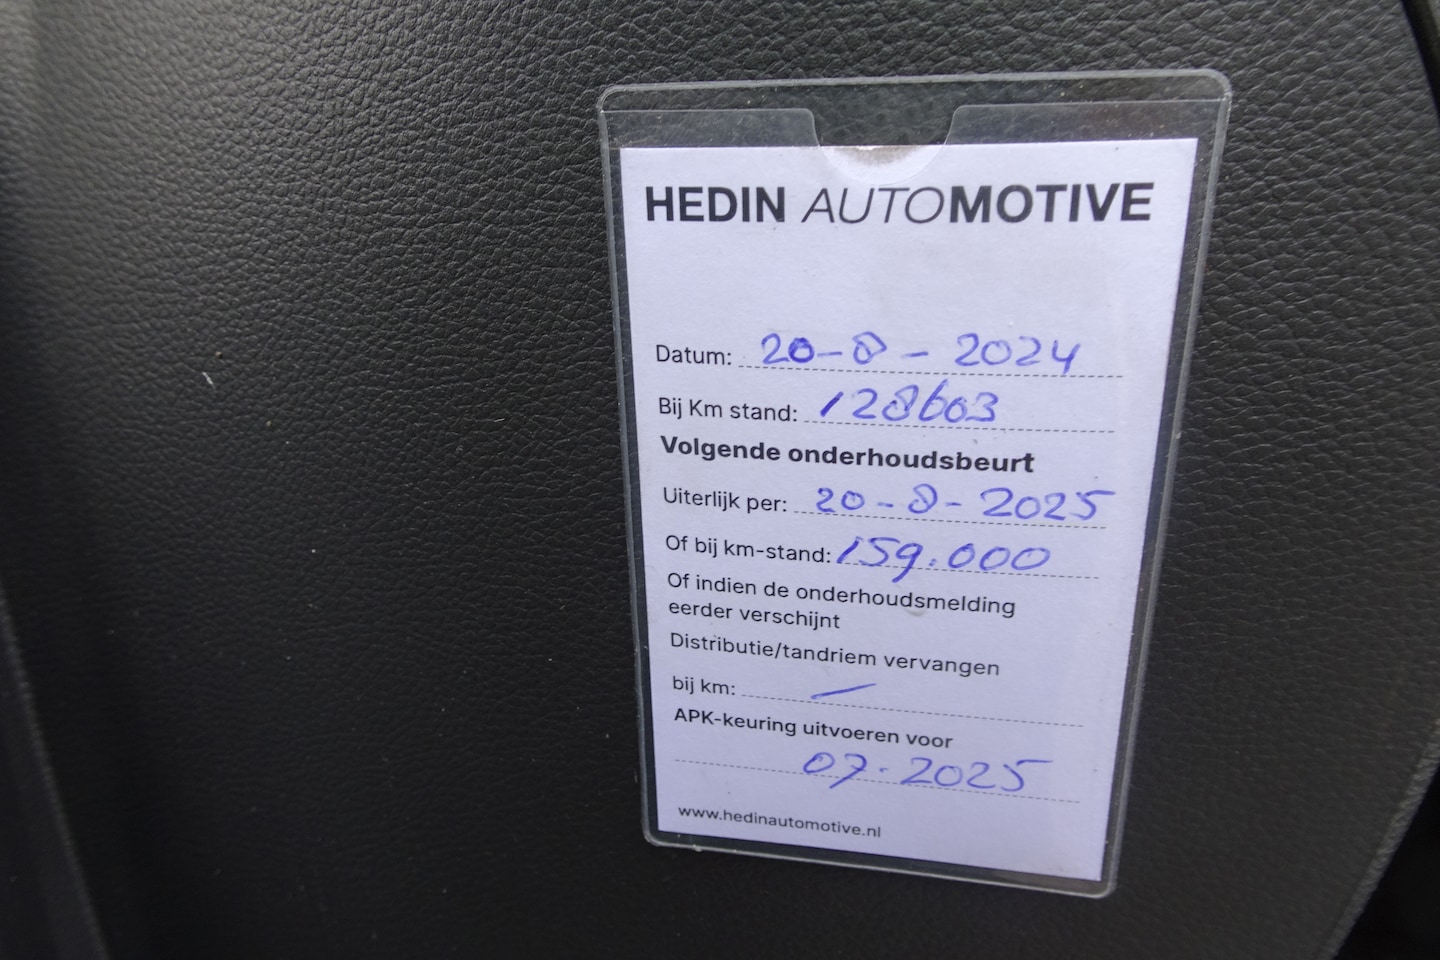 HEDIN AUTOMOTIVE
Datum: 20-8-2024
Bij Km stand: 128603
Volgende onderhoudsbeurt
Uiterlijk per: 20-8-2025
Of bij km-stand: 159.000
Of indien de onderhoudsmelding
eerder verschijnt
Distributie/tandriem vervangen
bij km: —
APK-keuring uitvoeren voor
07-2025
www.hedinautomotive.nl